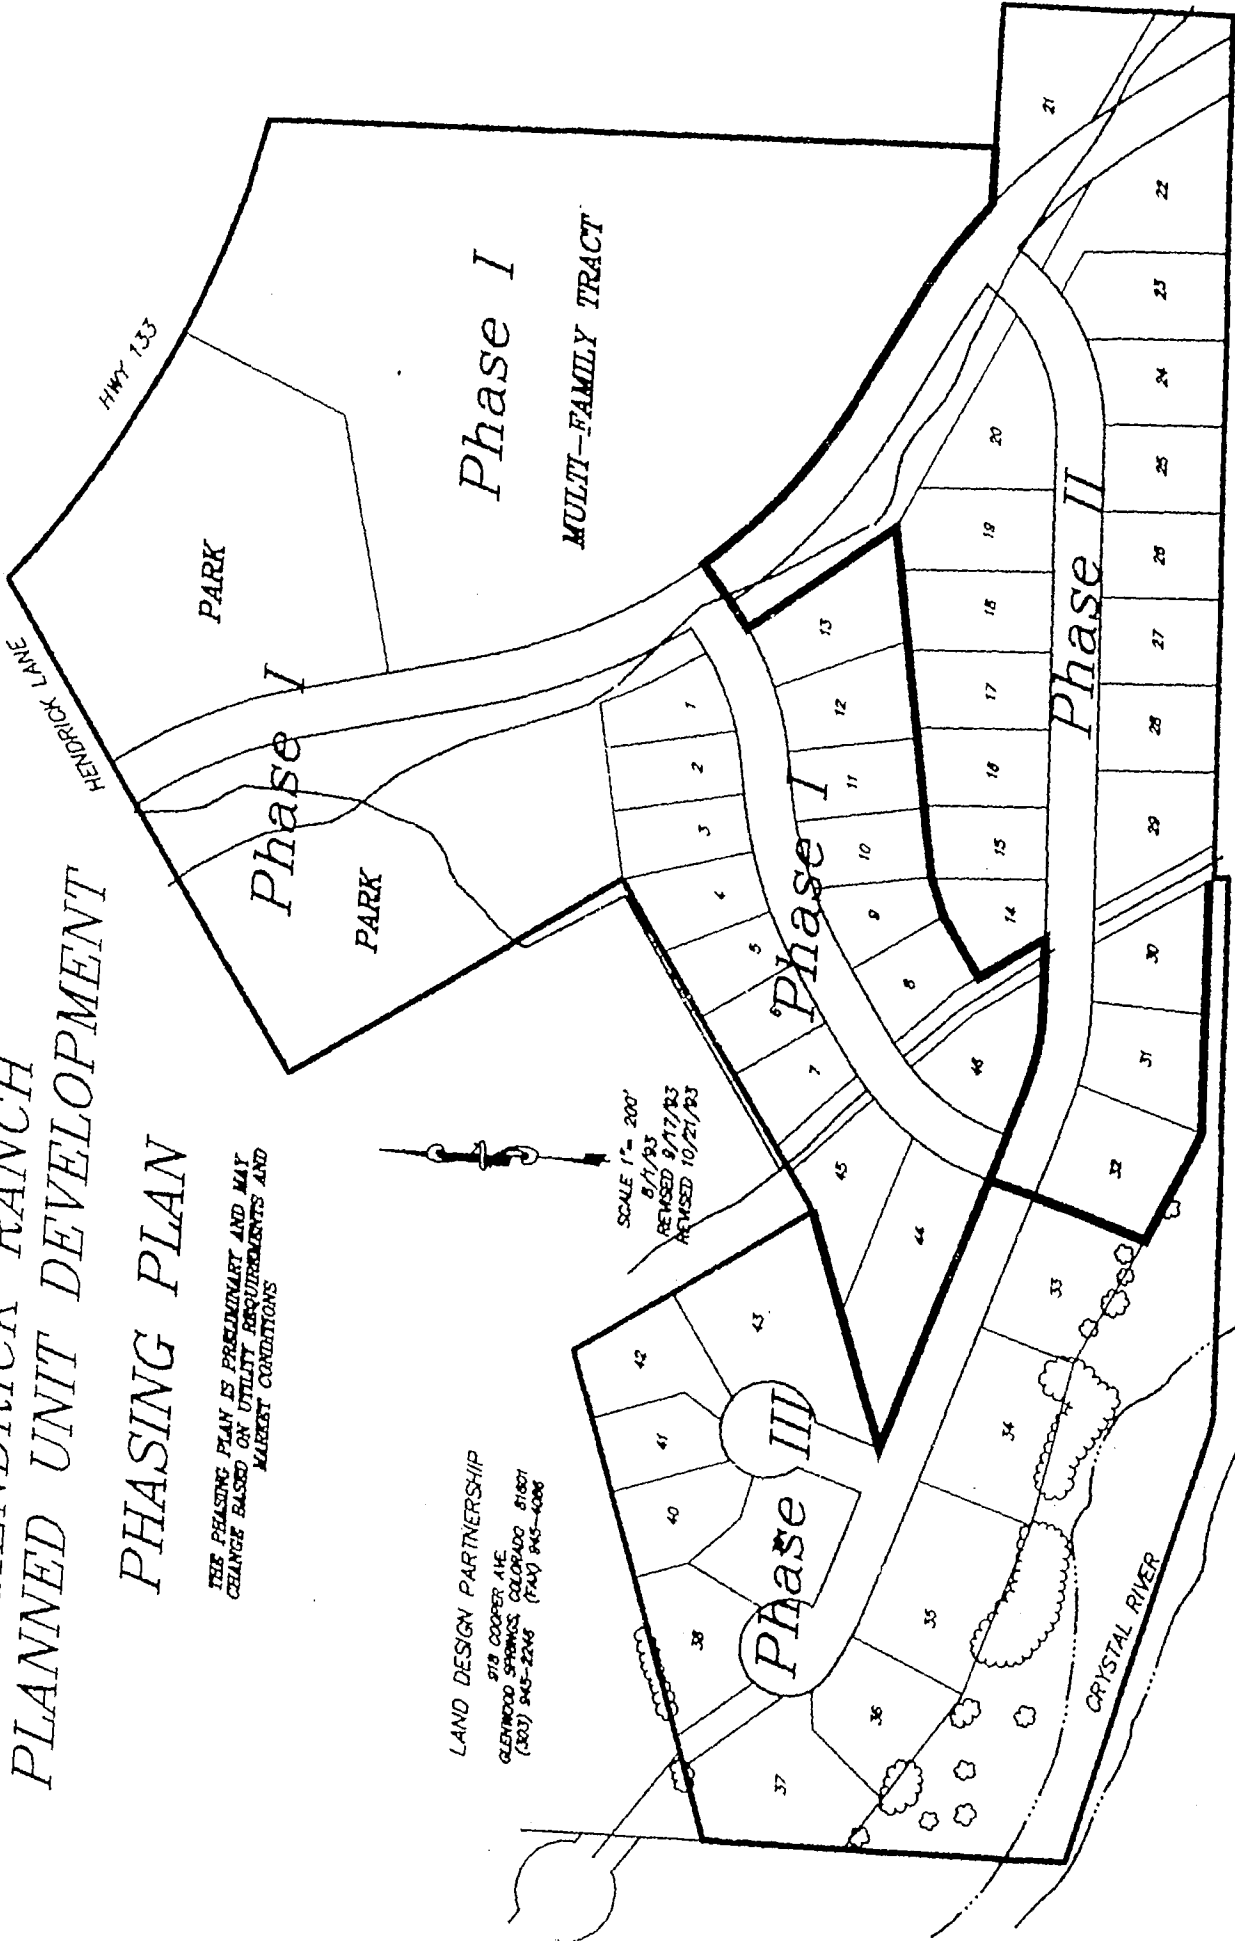 HENDRICK RANCH
PLANNED UNIT DEVELOPMENT
PHASING PLAN
THE PHASING PLAN IS PRELIMINARY AND MAY
CHANGE BASED ON UTILITY REQUIREMENTS AND
MARKET CONDITIONS
LAND DESIGN PARTNERSHIP
918 COOPER AVE.
GLENWOOD SPRINGS, COLORADO 81601
(303) 945-2246 (FAX) 945-4066
SCALE 1"= 200'
8/1/93
REVISED 9/17/93
REVISED 10/21/93
HENDRICK LANE
HWY 133
PARK
Phase I
PARK
Phase I
MULTI-FAMILY TRACT
Phase I
Phase II
Phase III
CRYSTAL RIVER
1
2
3
4
5
6
7
8
9
10
11
12
13
14
15
16
17
18
19
20
21
22
23
24
25
26
27
28
29
30
31
32
33
34
35
36
37
38
40
41
42
43
44
45
46